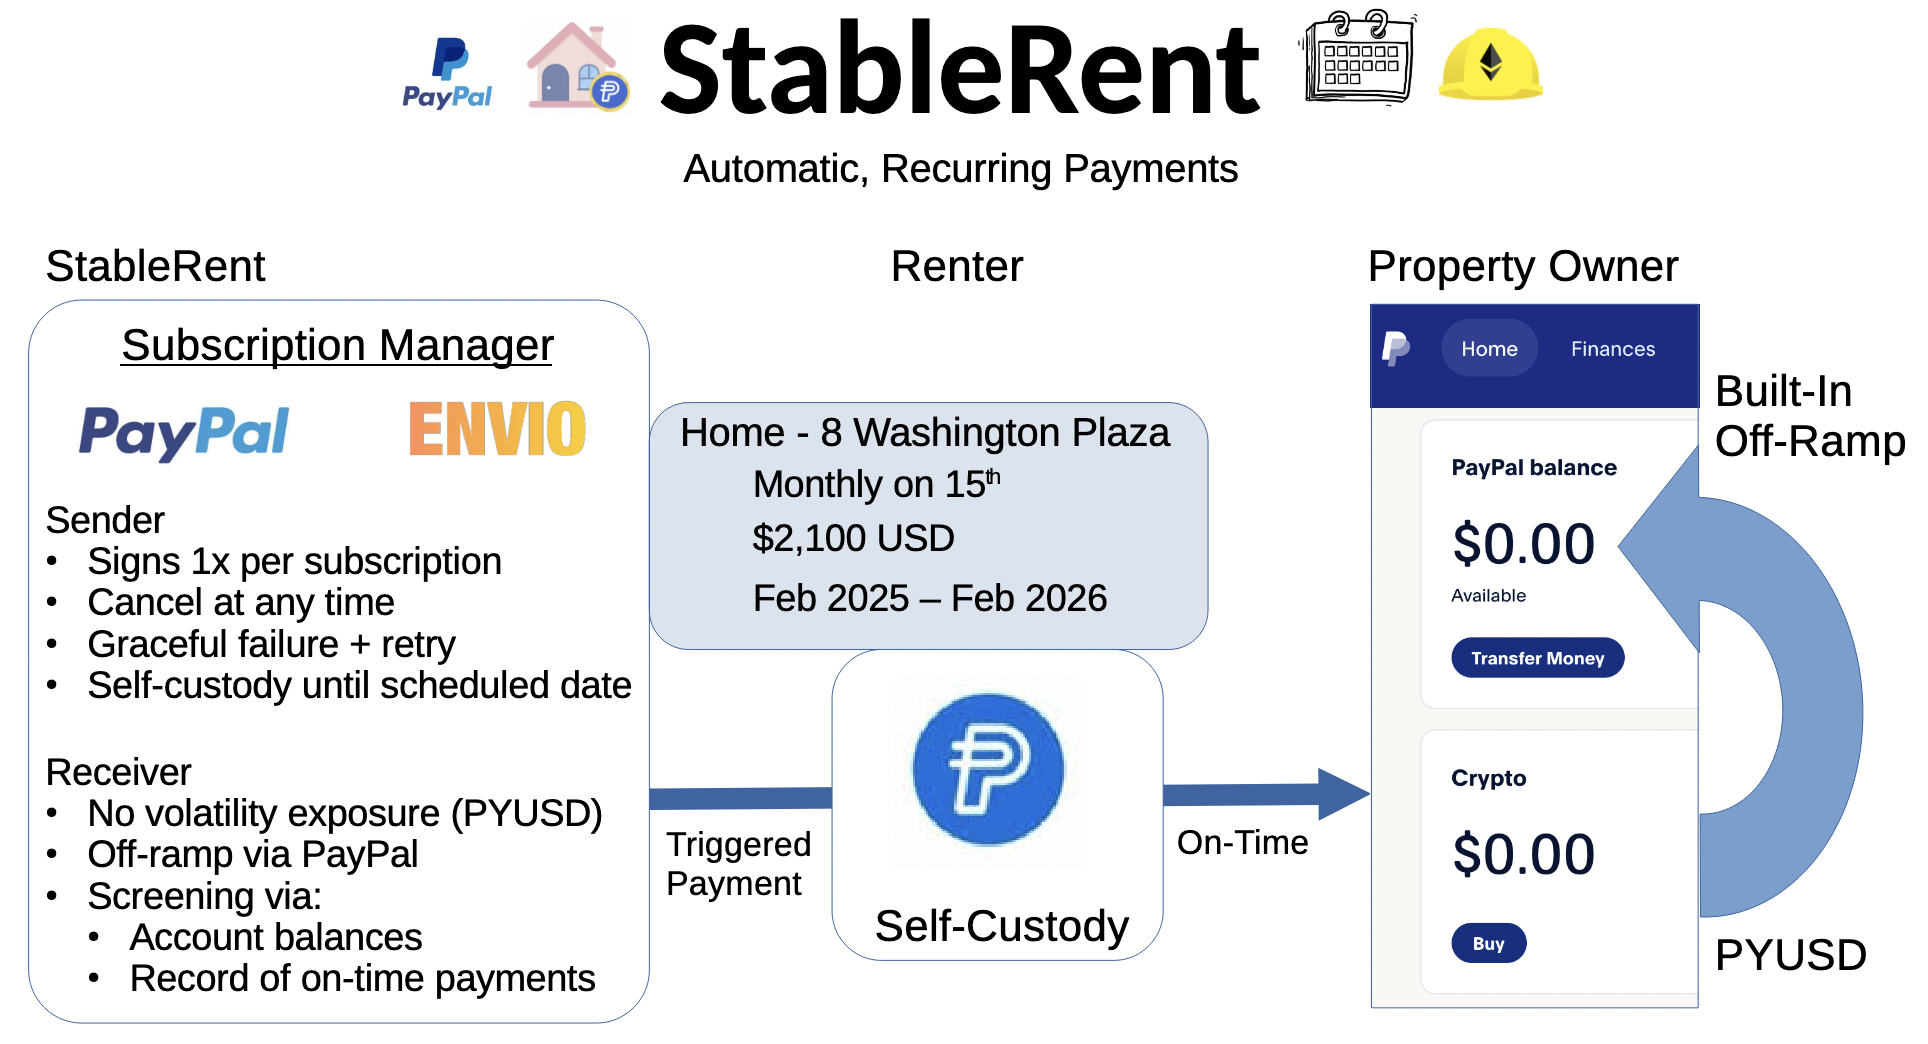 PayPal
StableRent
Automatic, Recurring Payments
StableRent
Subscription Manager
PayPal
ENVIO
Sender
• Signs 1x per subscription
• Cancel at any time
• Graceful failure + retry
• Self-custody until scheduled date
Receiver
• No volatility exposure (PYUSD)
• Off-ramp via PayPal
• Screening via:
• Account balances
• Record of on-time payments
Renter
Home - 8 Washington Plaza
Monthly on 15th
$2,100 USD
Feb 2025 – Feb 2026
Triggered
Payment
Self-Custody
On-Time
Property Owner
Home
Finances
PayPal balance
$0.00
Available
Transfer Money
Crypto
$0.00
Buy
Built-In
Off-Ramp
PYUSD